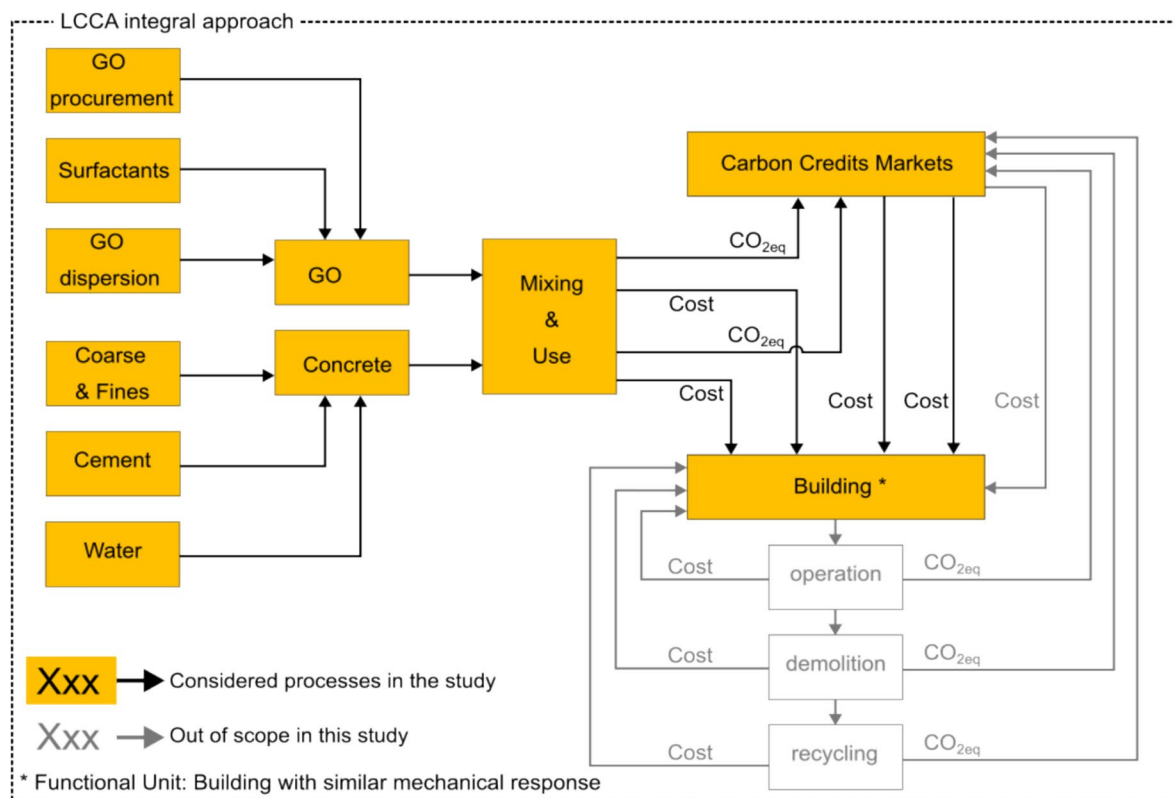 LCCA integral approach
GO
procurement
Surfactants
GO
dispersion
GO
Coarse
& Fines
Concrete
Cement
Water
Mixing
&
Use
CO2eq
Cost
CO2eq
Cost
Carbon Credits Markets
Cost
Cost
Cost
Building *
Cost
operation
CO2eq
Cost
demolition
CO2eq
Cost
recycling
CO2eq
Xxx
Considered processes in the study
Xxx
Out of scope in this study
* Functional Unit: Building with similar mechanical response